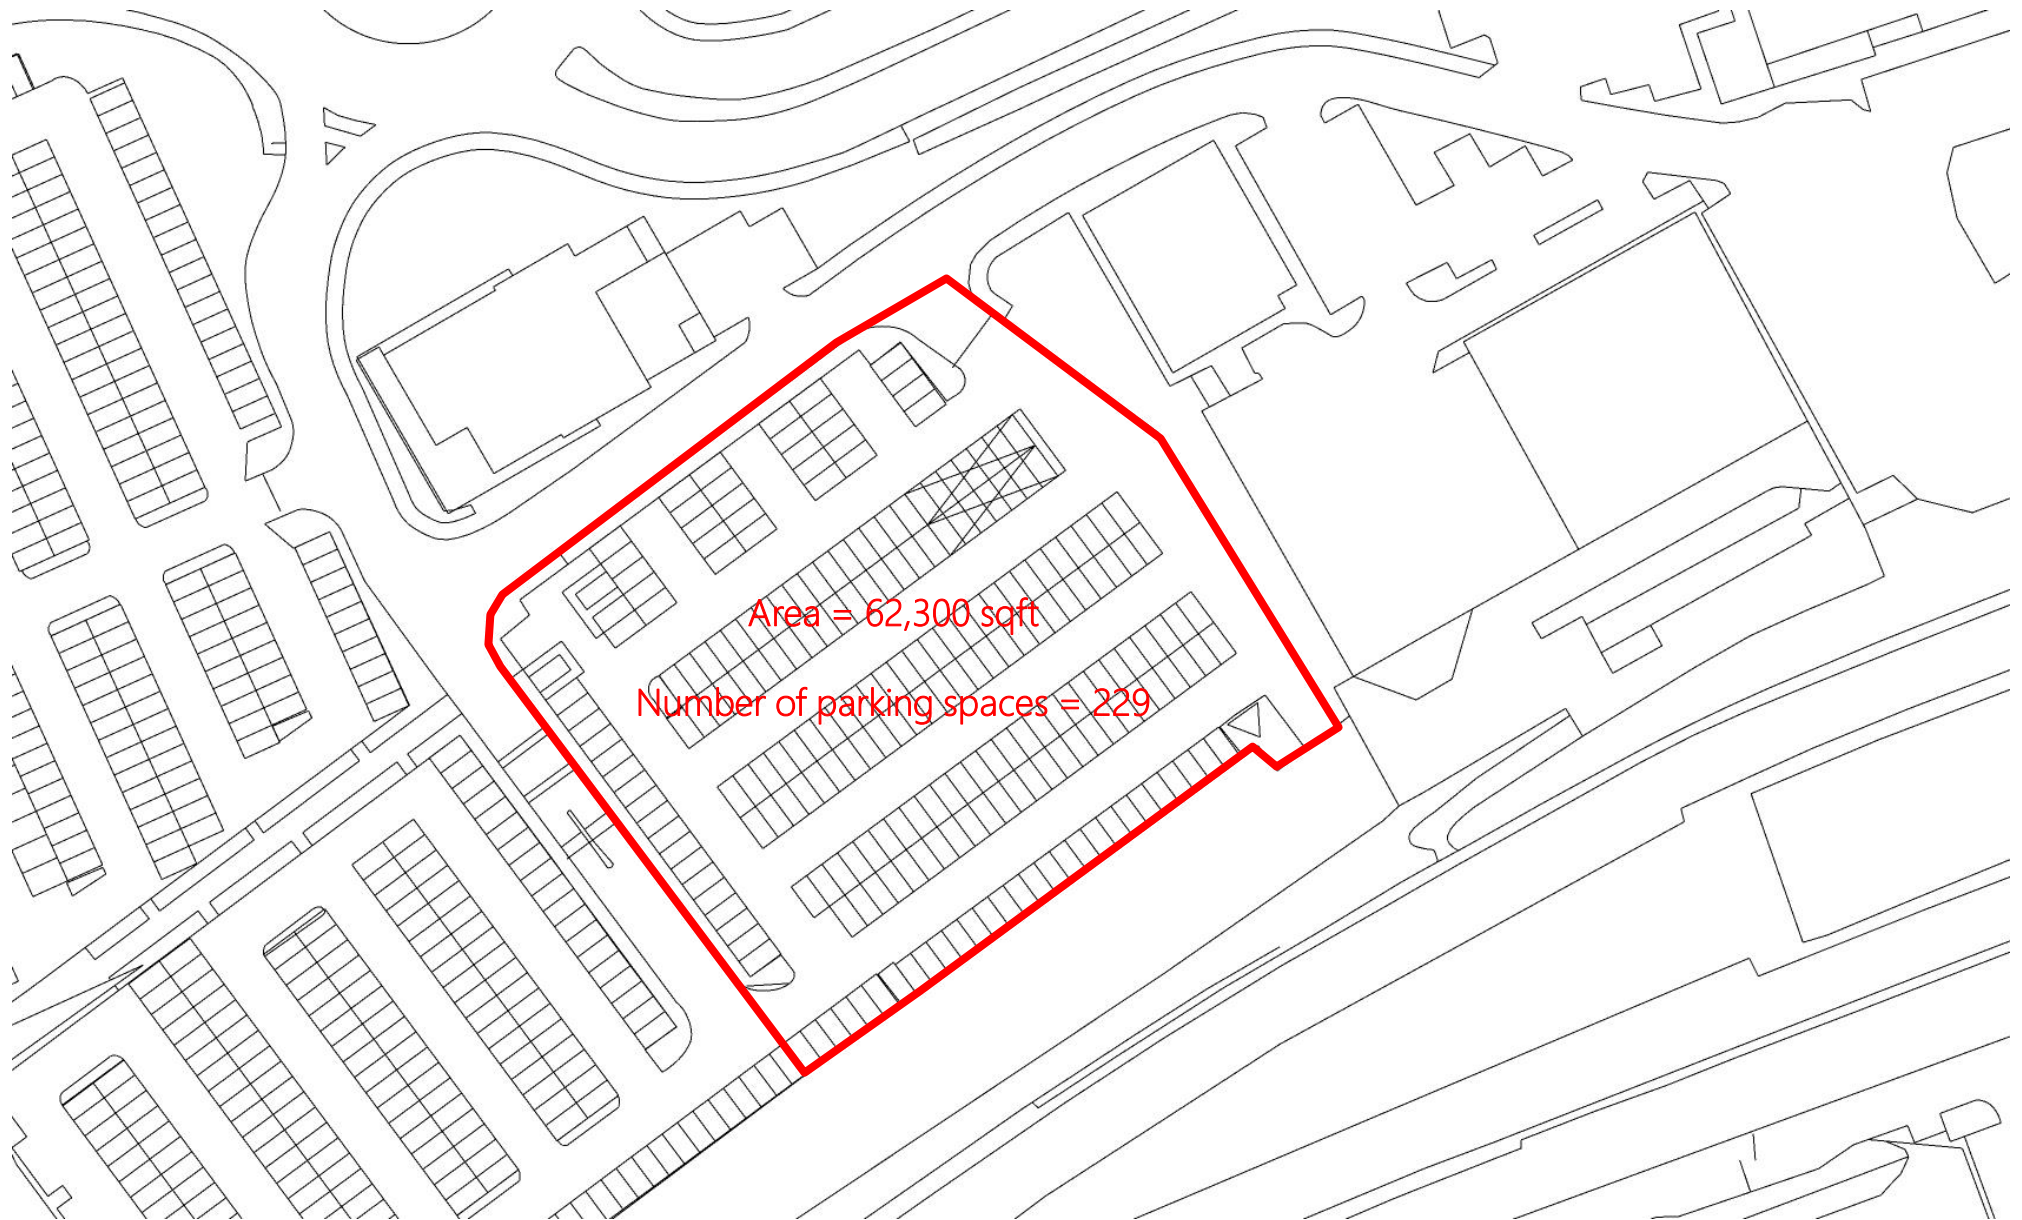 Area = 62,300 sqft
Number of parking spaces = 229